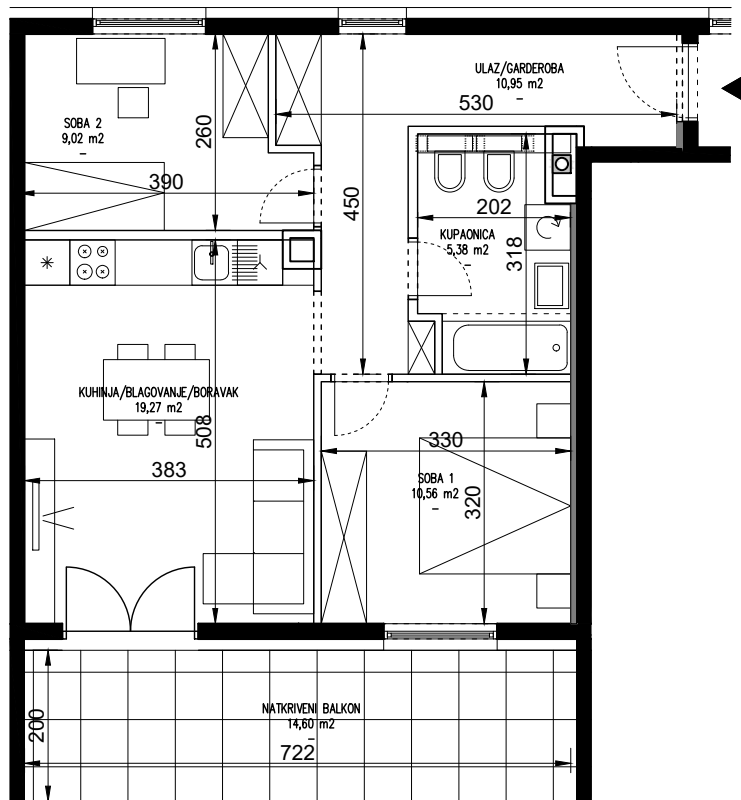 ULAZ/GARDEROBA
10,95 m2
530
SOBA 2
9,02 m2
260
390
450
202
KUPAONICA
5,38 m2
318
KUHINJA/BLAGOVANJE/BORAVAK
19,27 m2
508
383
330
SOBA 1
10,56 m2
320
NATKRIVENI BALKON
14,60 m2
200
722